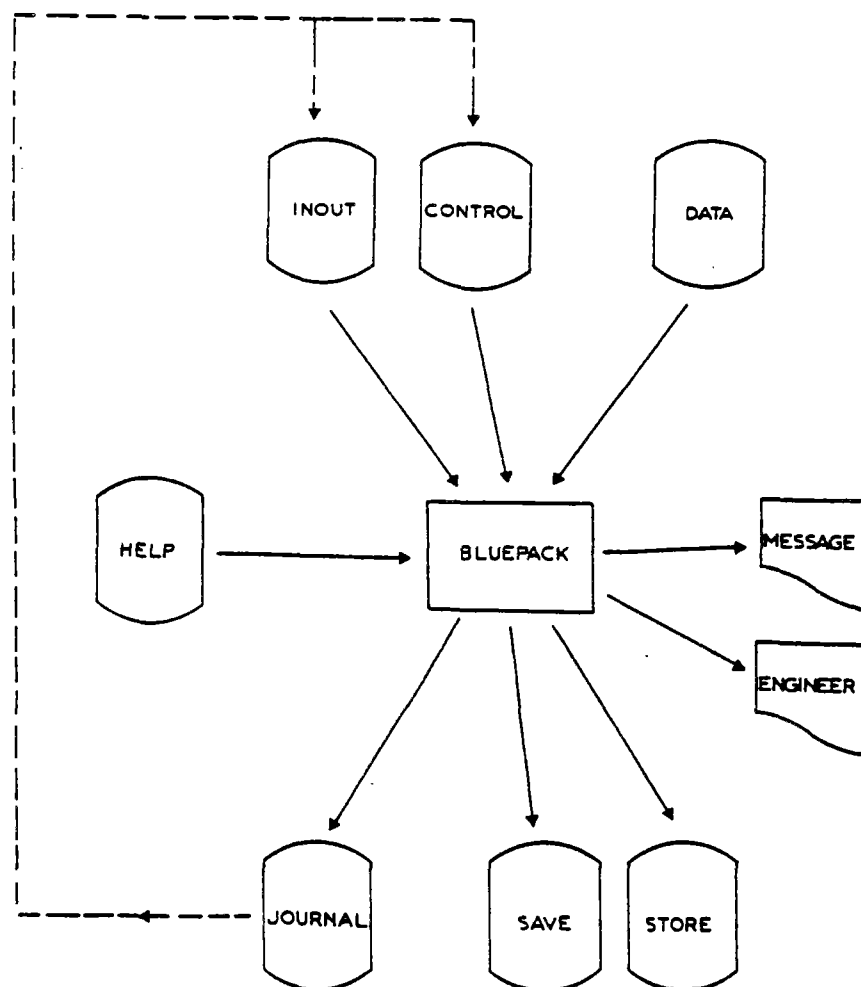 INOUT
CONTROL
DATA
HELP
BLUEPACK
MESSAGE
ENGINEER
JOURNAL
SAVE
STORE